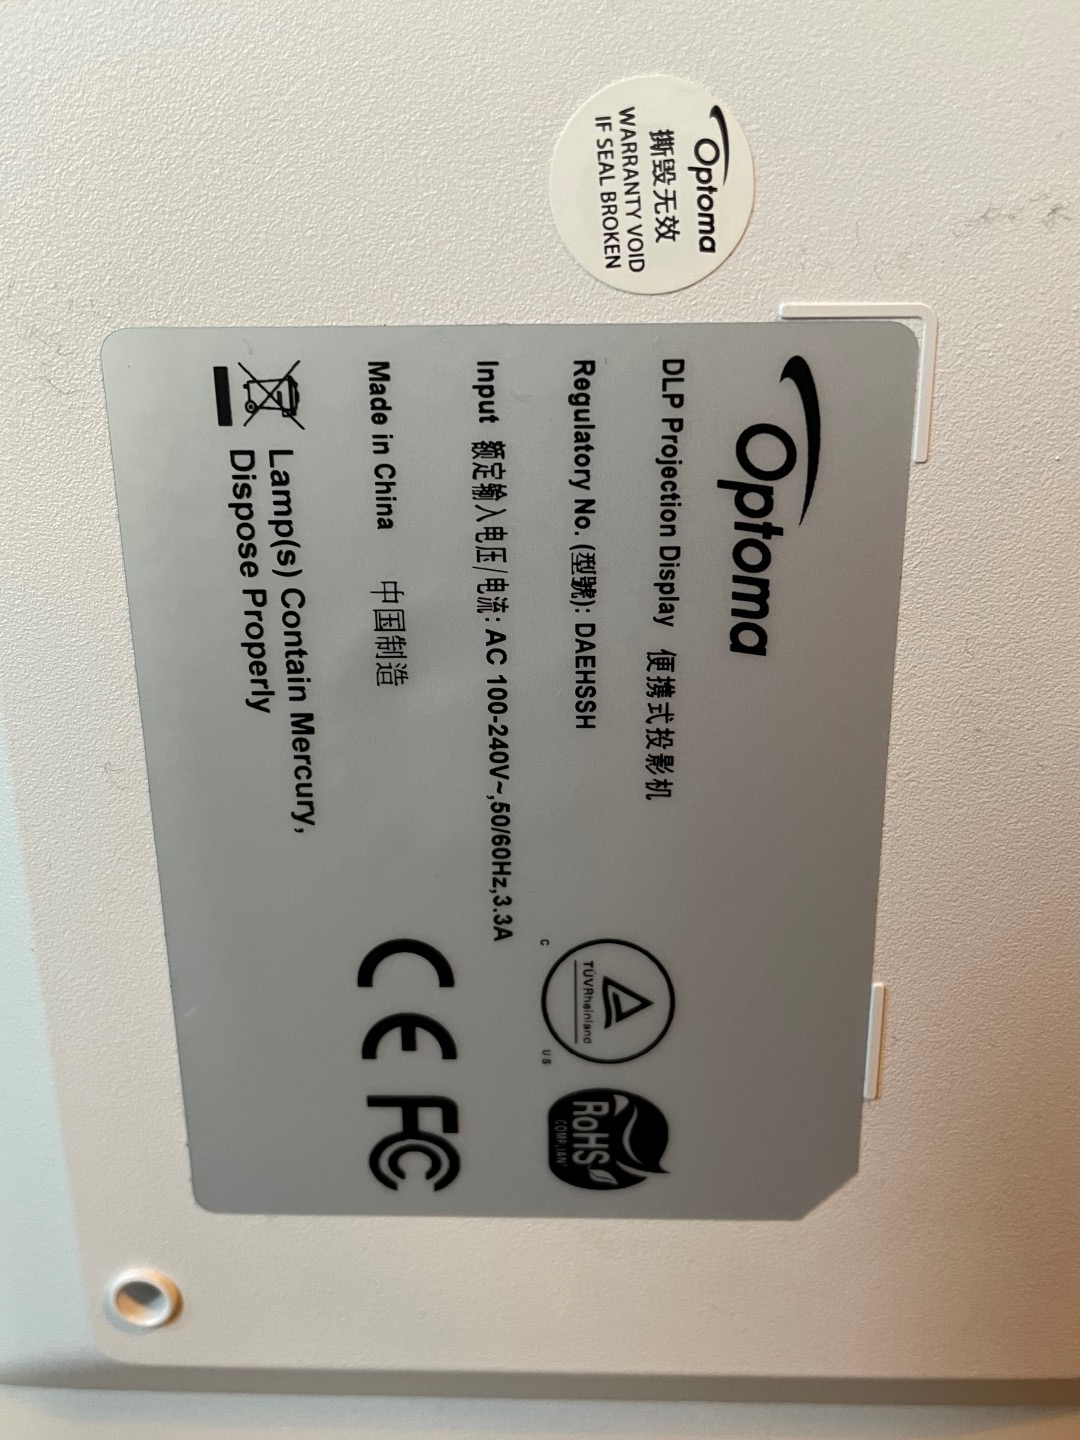 Optoma
撕毁无效
WARRANTY VOID
IF SEAL BROKEN
Optoma
DLP Projection Display 便携式投影机
Regulatory No. (型號): DAEHSSH
Input 额定输入电压/电流: AC 100-240V~,50/60Hz,3.3A
Made in China 中国制造
Lamp(s) Contain Mercury,
Dispose Properly
TÜVRheinland
C US
RoHS
COMPLIANT
CE FC